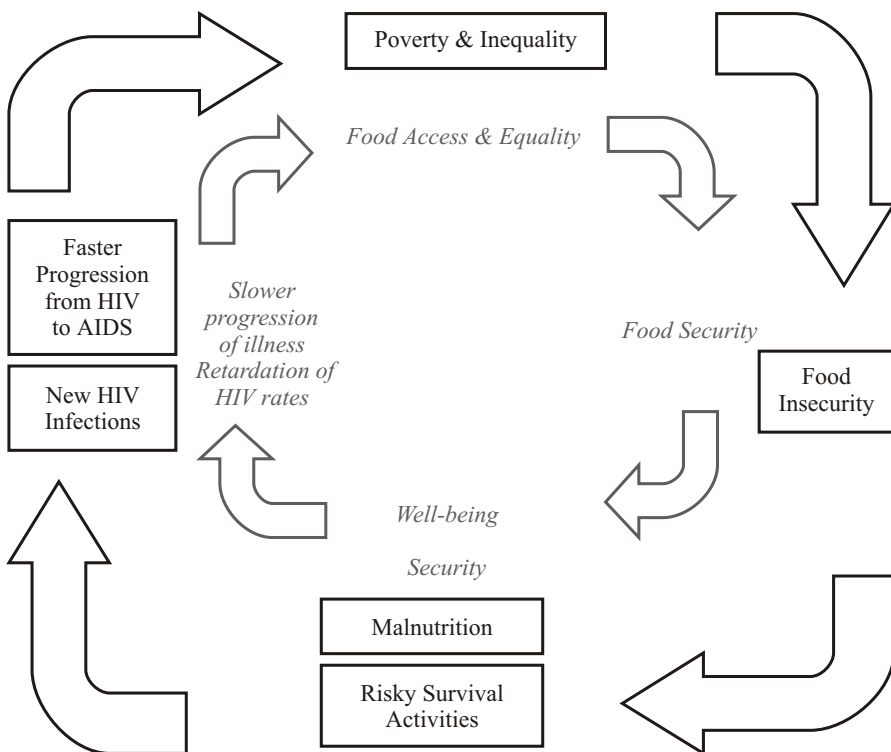 Poverty & Inequality
Food Access & Equality
Faster
Progression
from HIV
to AIDS
New HIV
Infections
Slower
progression
of illness
Retardation of
HIV rates
Food Security
Food
Insecurity
Well-being
Security
Malnutrition
Risky Survival
Activities